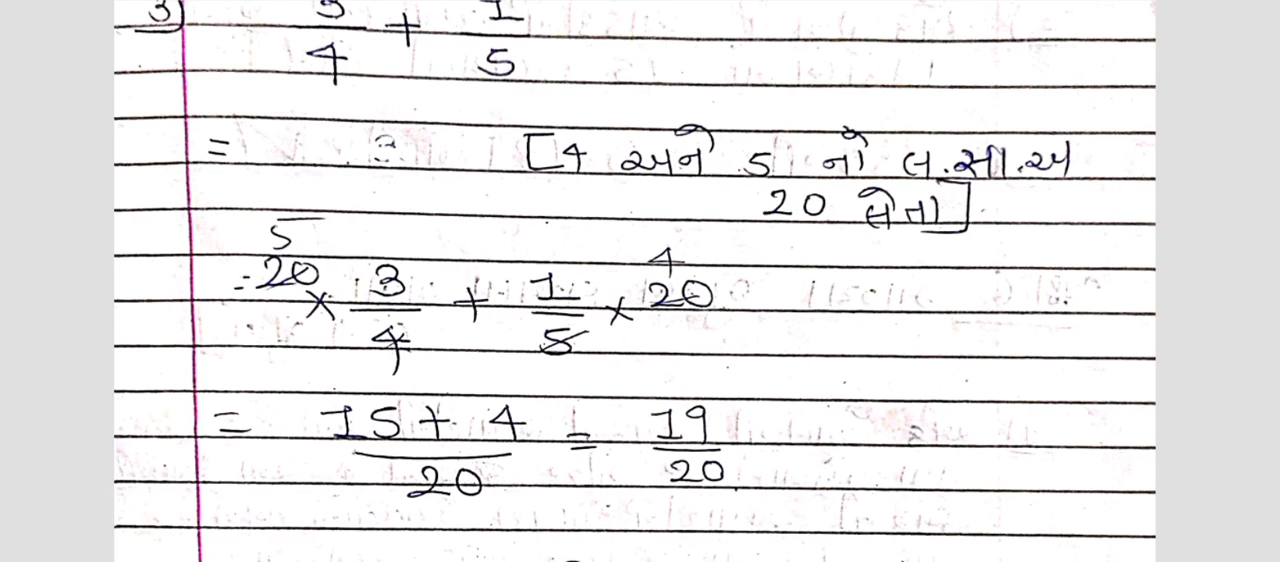 3) 3/4 + 1/5
= [4 અને 5 નો લ.સા.અ
20 લેતા]
5 4
= 20 × 3/4 + 1/5 × 20
= 15 + 4/20 = 19/20